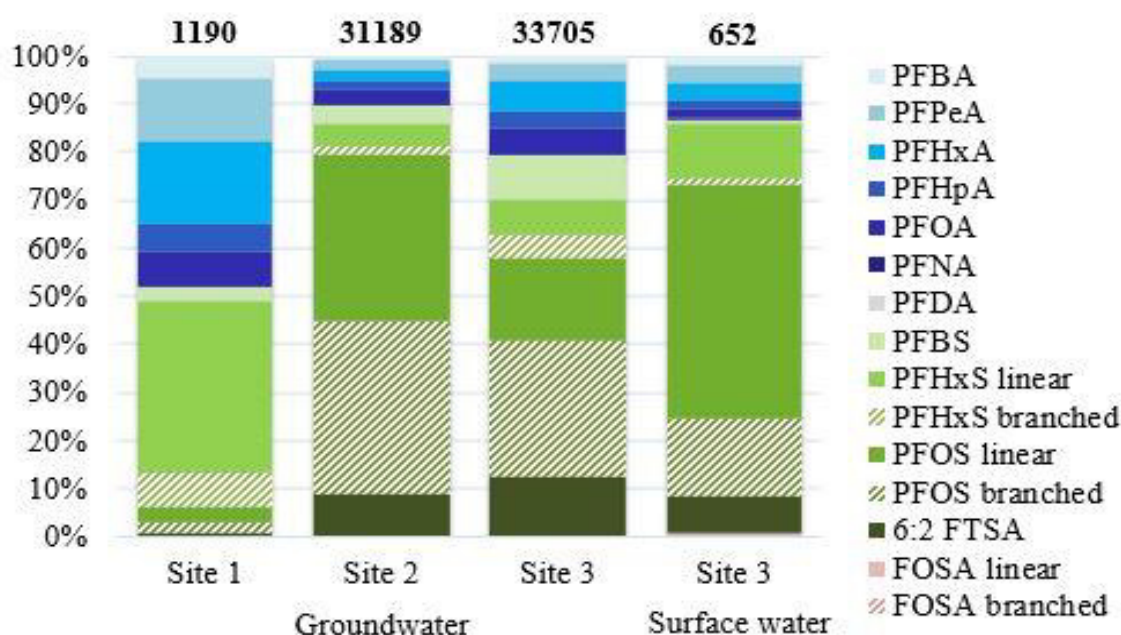 1190 31189 33705 652
100%
90%
80%
70%
60%
50%
40%
30%
20%
10%
0%
Site 1 Site 2 Site 3 Site 3
Groundwater Surface water
PFBA
PFPeA
PFHxA
PFHpA
PFOA
PFNA
PFDA
PFBS
PFHxS linear
PFHxS branched
PFOS linear
PFOS branched
6:2 FTSA
FOSA linear
FOSA branched